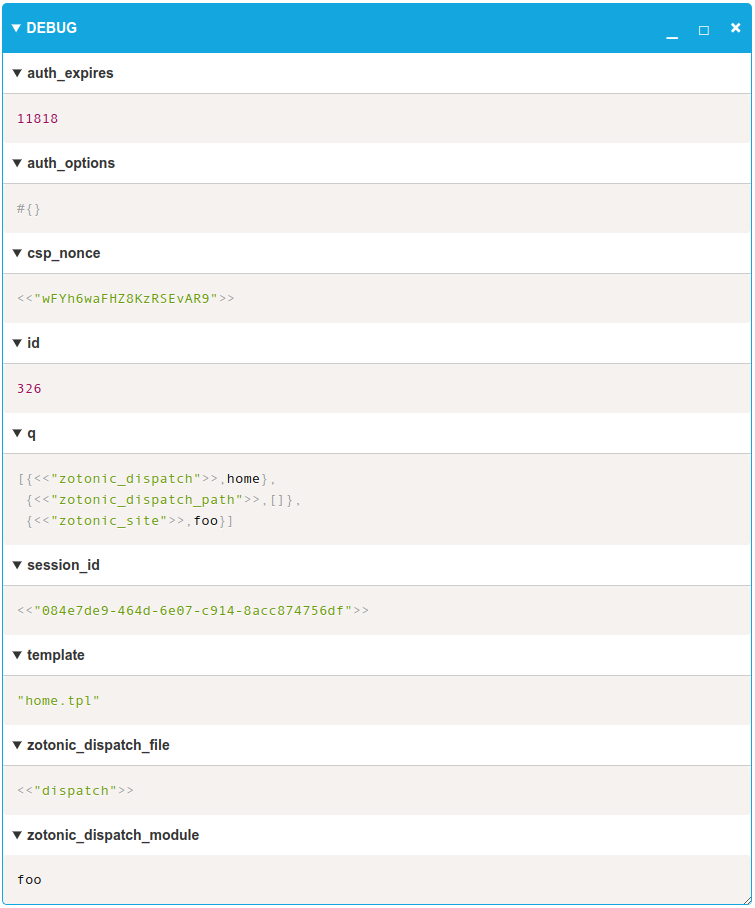 ▼ DEBUG
▼ auth_expires
11818
▼ auth_options
#{}
▼ csp_nonce
<<"wFYh6waFHZ8KzRSEvAR9">>
▼ id
326
▼ q
[{<<"zotonic_dispatch">>,home},
 {<<"zotonic_dispatch_path">>,[]},
 {<<"zotonic_site">>,foo}]
▼ session_id
<<"084e7de9-464d-6e07-c914-8acc874756df">>
▼ template
"home.tpl"
▼ zotonic_dispatch_file
<<"dispatch">>
▼ zotonic_dispatch_module
foo